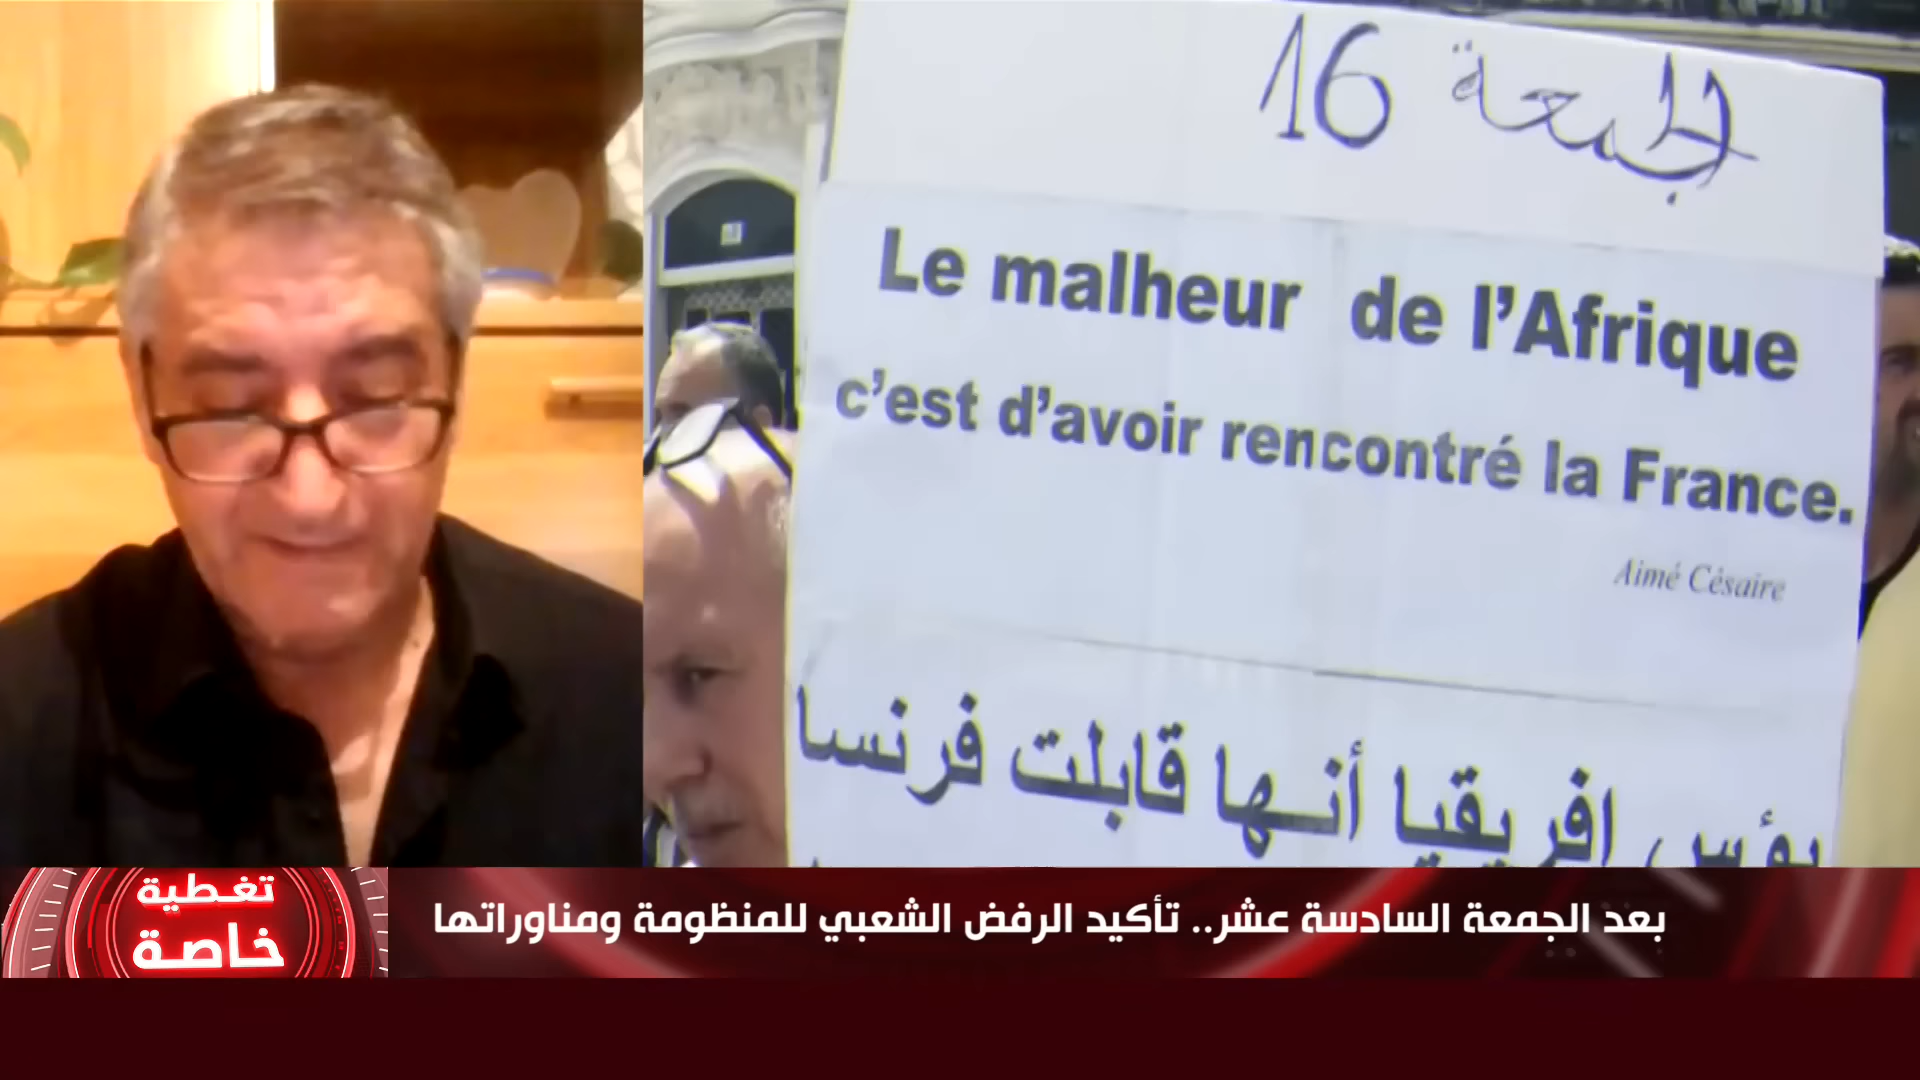 الجمعة 16
Le malheur de l'Afrique
c'est d'avoir rencontré la France.
Aimé Césaire
بؤس افريقيا أنها قابلت فرنسا
تغطية
خاصة
بعد الجمعة السادسة عشر.. تأكيد الرفض الشعبي للمنظومة ومناوراتها